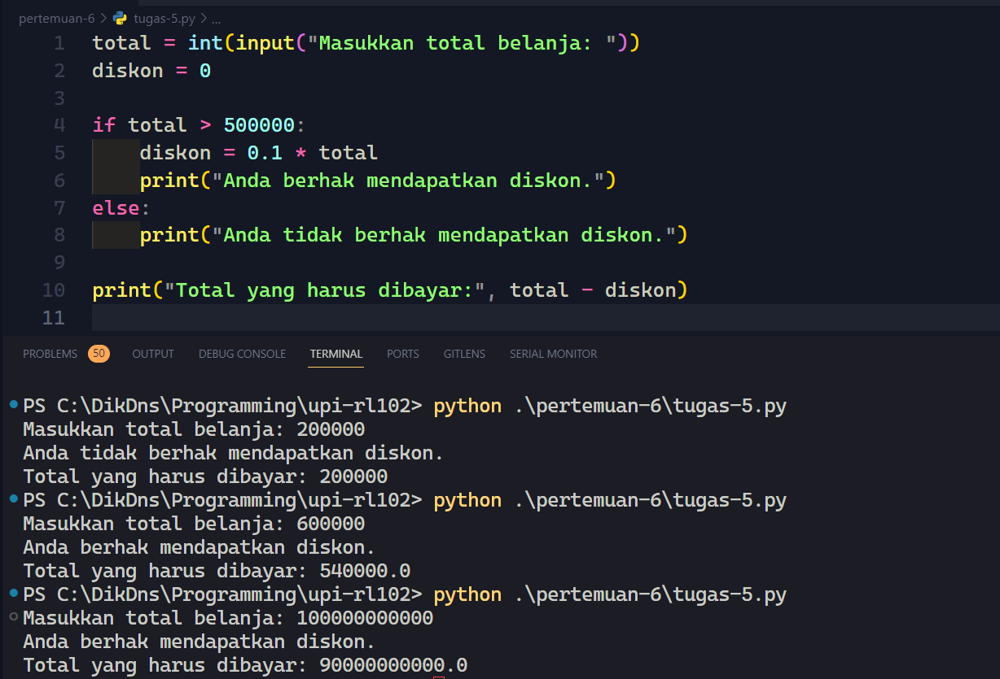 pertemuan-6 > tugas-5.py > ...
1 total = int(input("Masukkan total belanja: "))
2 diskon = 0
3
4 if total > 500000:
5 diskon = 0.1 * total
6 print("Anda berhak mendapatkan diskon.")
7 else:
8 print("Anda tidak berhak mendapatkan diskon.")
9
10 print("Total yang harus dibayar:", total - diskon)
11
PROBLEMS 50 OUTPUT DEBUG CONSOLE TERMINAL PORTS GITLENS SERIAL MONITOR
PS C:\DikDns\Programming\upi-rl102> python .\pertemuan-6\tugas-5.py
Masukkan total belanja: 200000
Anda tidak berhak mendapatkan diskon.
Total yang harus dibayar: 200000
PS C:\DikDns\Programming\upi-rl102> python .\pertemuan-6\tugas-5.py
Masukkan total belanja: 600000
Anda berhak mendapatkan diskon.
Total yang harus dibayar: 540000.0
PS C:\DikDns\Programming\upi-rl102> python .\pertemuan-6\tugas-5.py
Masukkan total belanja: 100000000000
Anda berhak mendapatkan diskon.
Total yang harus dibayar: 90000000000.0